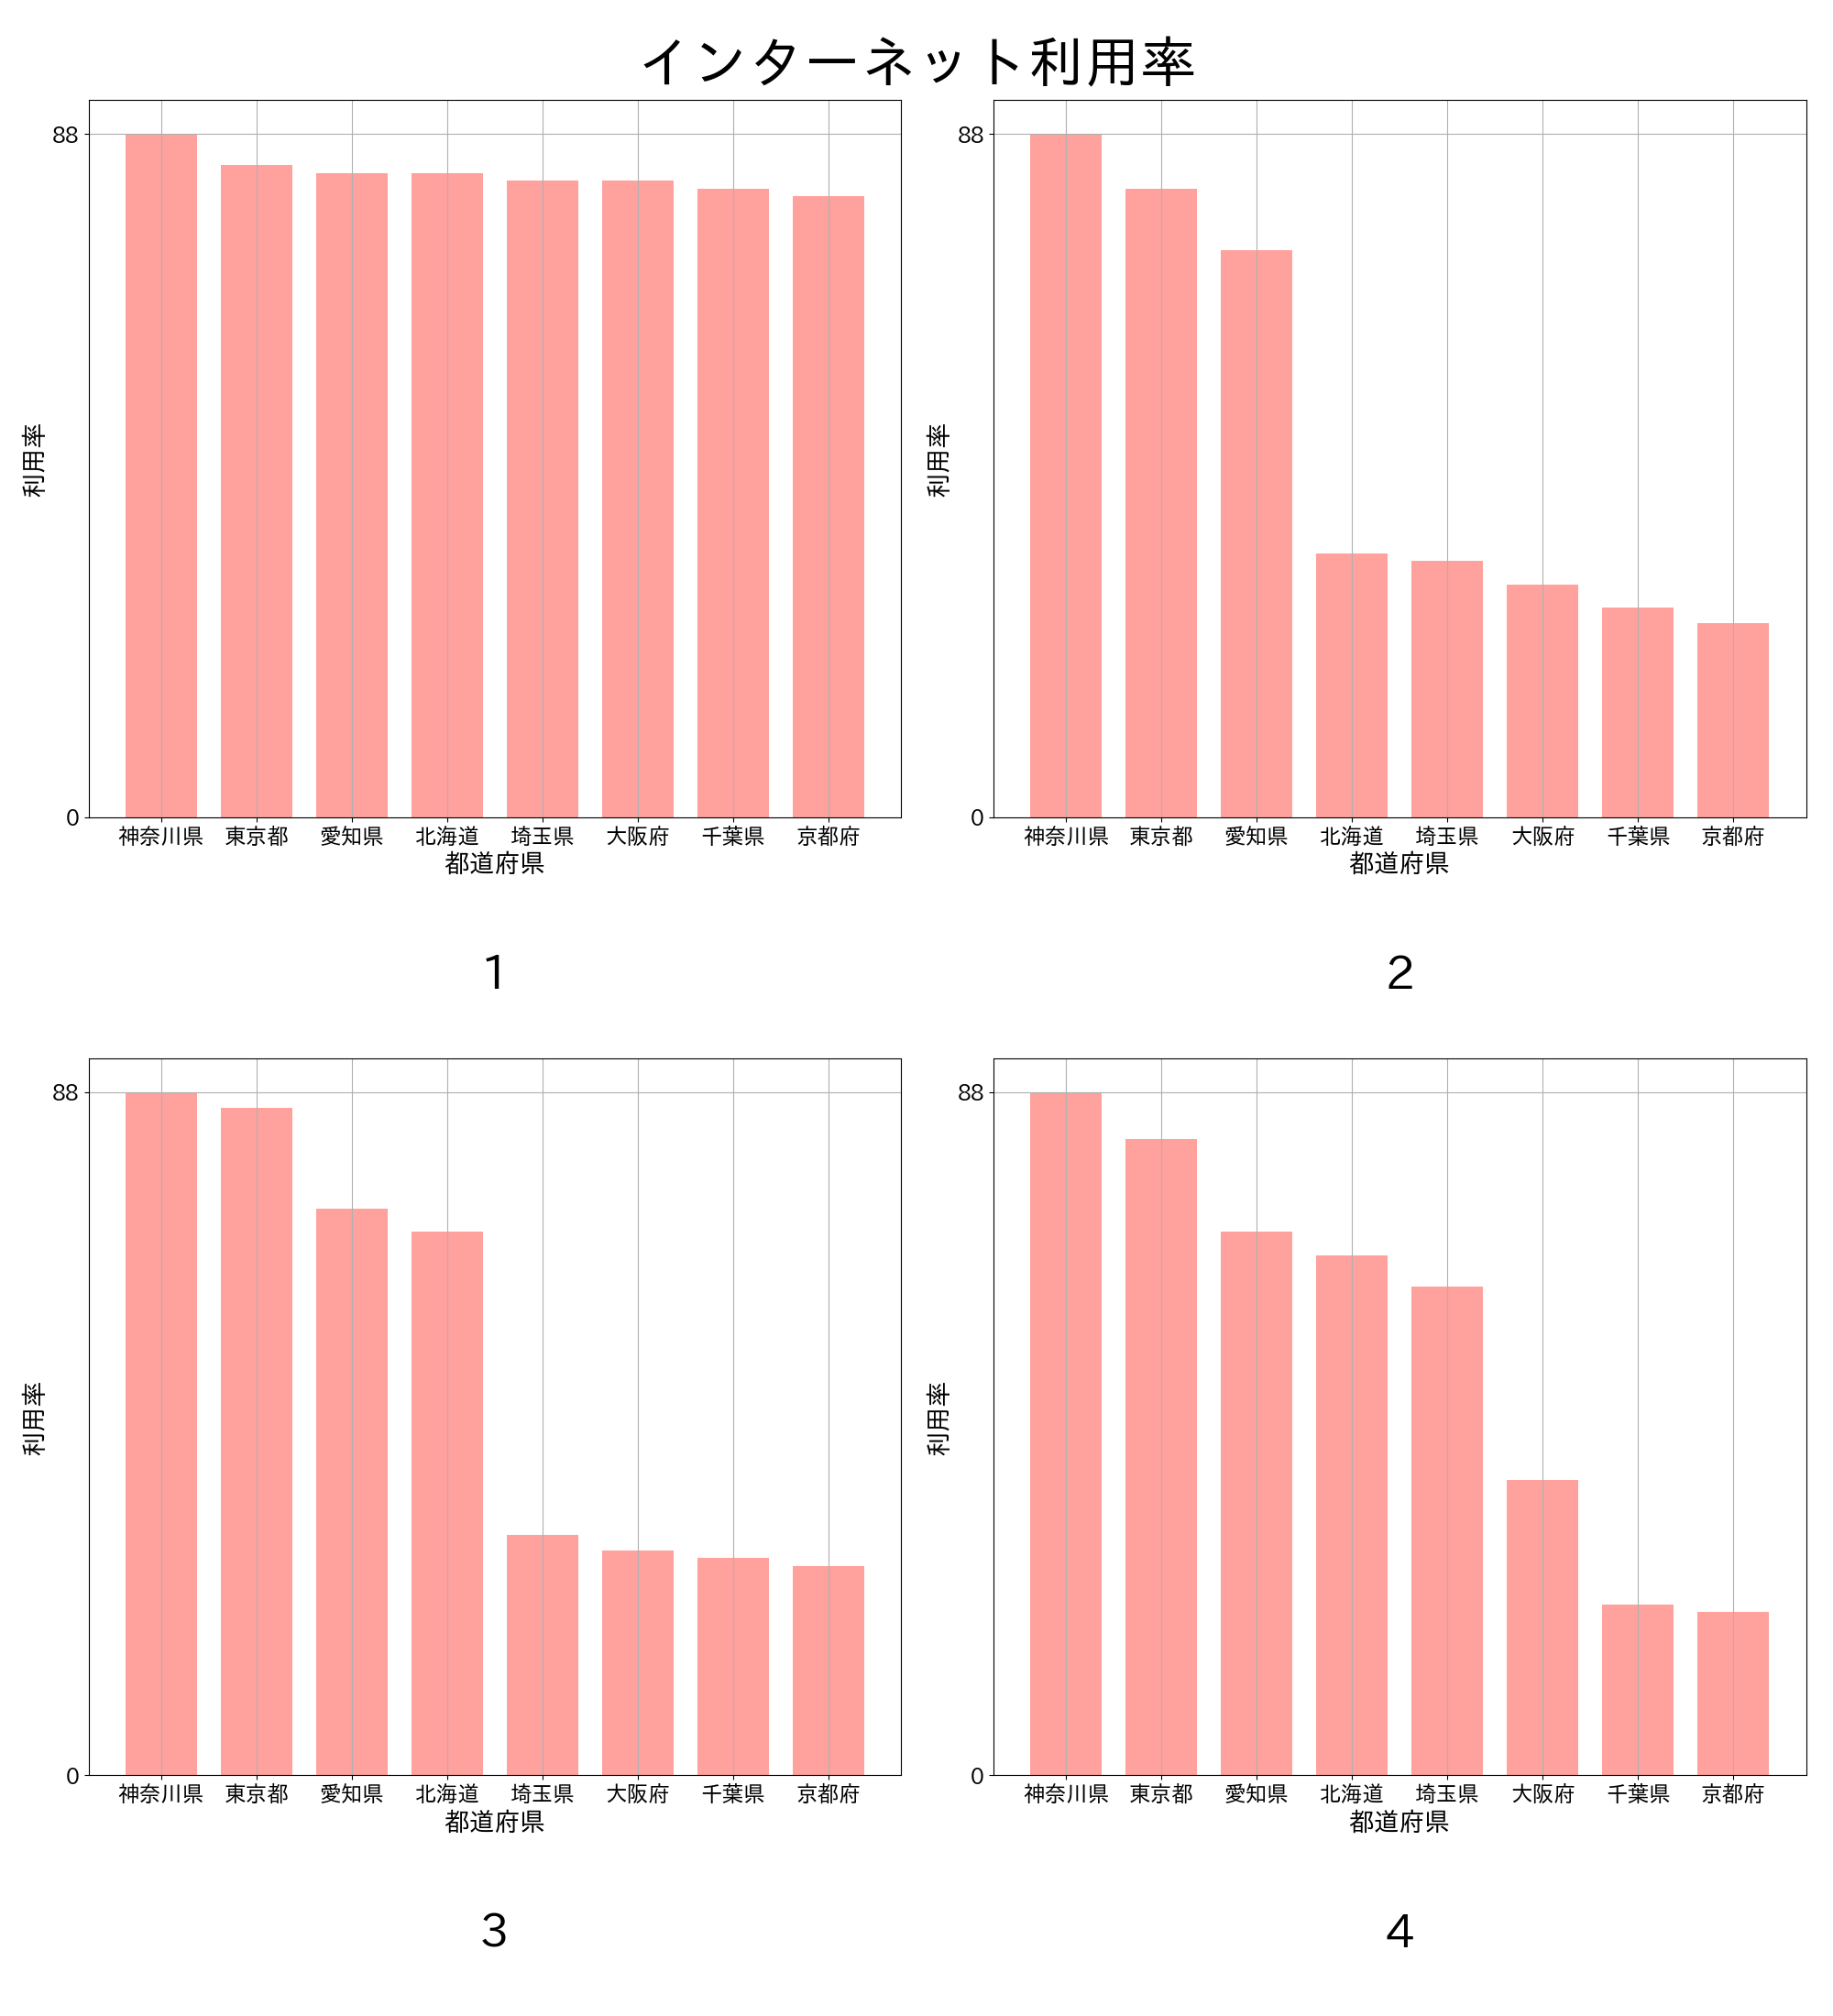 インターネット利用率
88
0
利用率
神奈川県 東京都 愛知県 北海道 埼玉県 大阪府 千葉県 京都府
都道府県
1
88
0
利用率
神奈川県 東京都 愛知県 北海道 埼玉県 大阪府 千葉県 京都府
都道府県
2
88
0
利用率
神奈川県 東京都 愛知県 北海道 埼玉県 大阪府 千葉県 京都府
都道府県
3
88
0
利用率
神奈川県 東京都 愛知県 北海道 埼玉県 大阪府 千葉県 京都府
都道府県
4